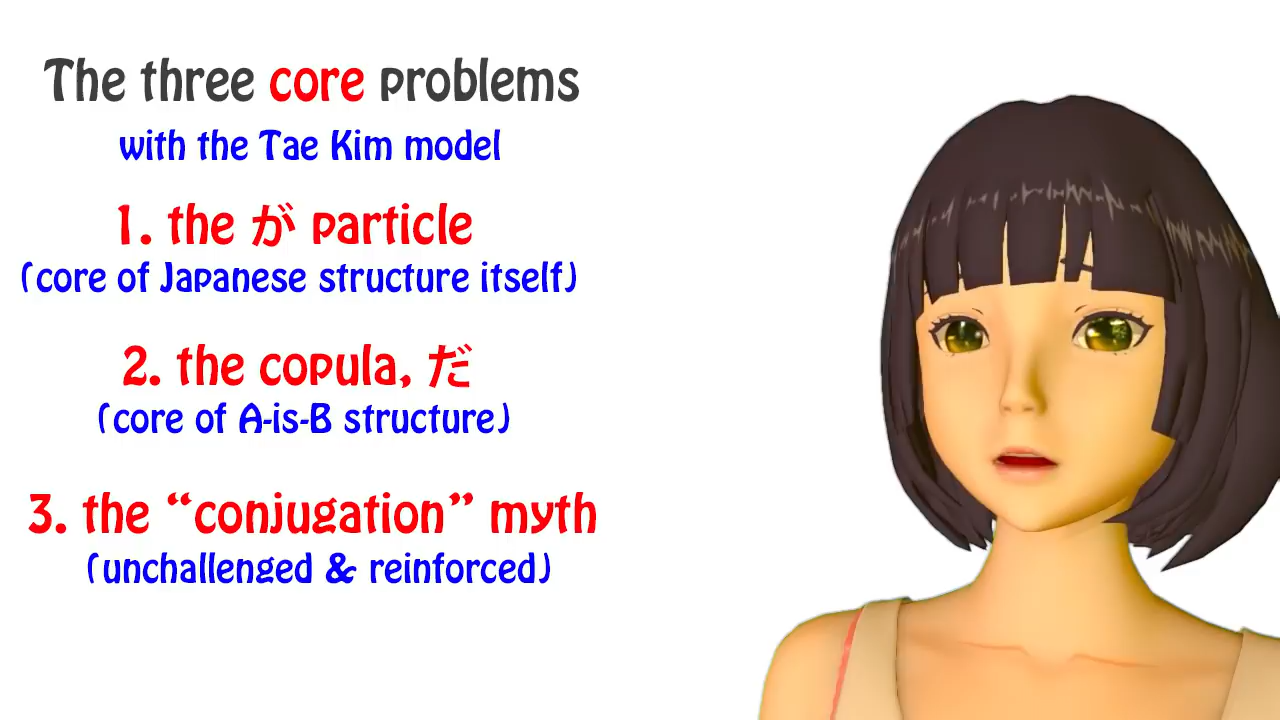 The three core problems
with the Tae Kim model
1. the が particle
(core of Japanese structure itself)
2. the copula, だ
(core of A-is-B structure)
3. the “conjugation” myth
(unchallenged & reinforced)